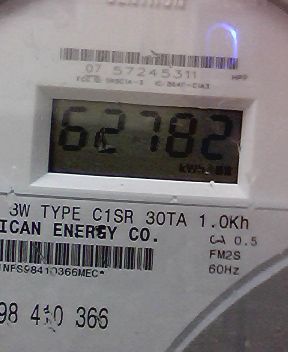 07 57245311
62782
3W TYPE C1SR 30TA 1.0Kh
ICAN ENERGY CO.
CA 0.5
FM2S
60Hz
NFS98410366MEC*
98 410 366